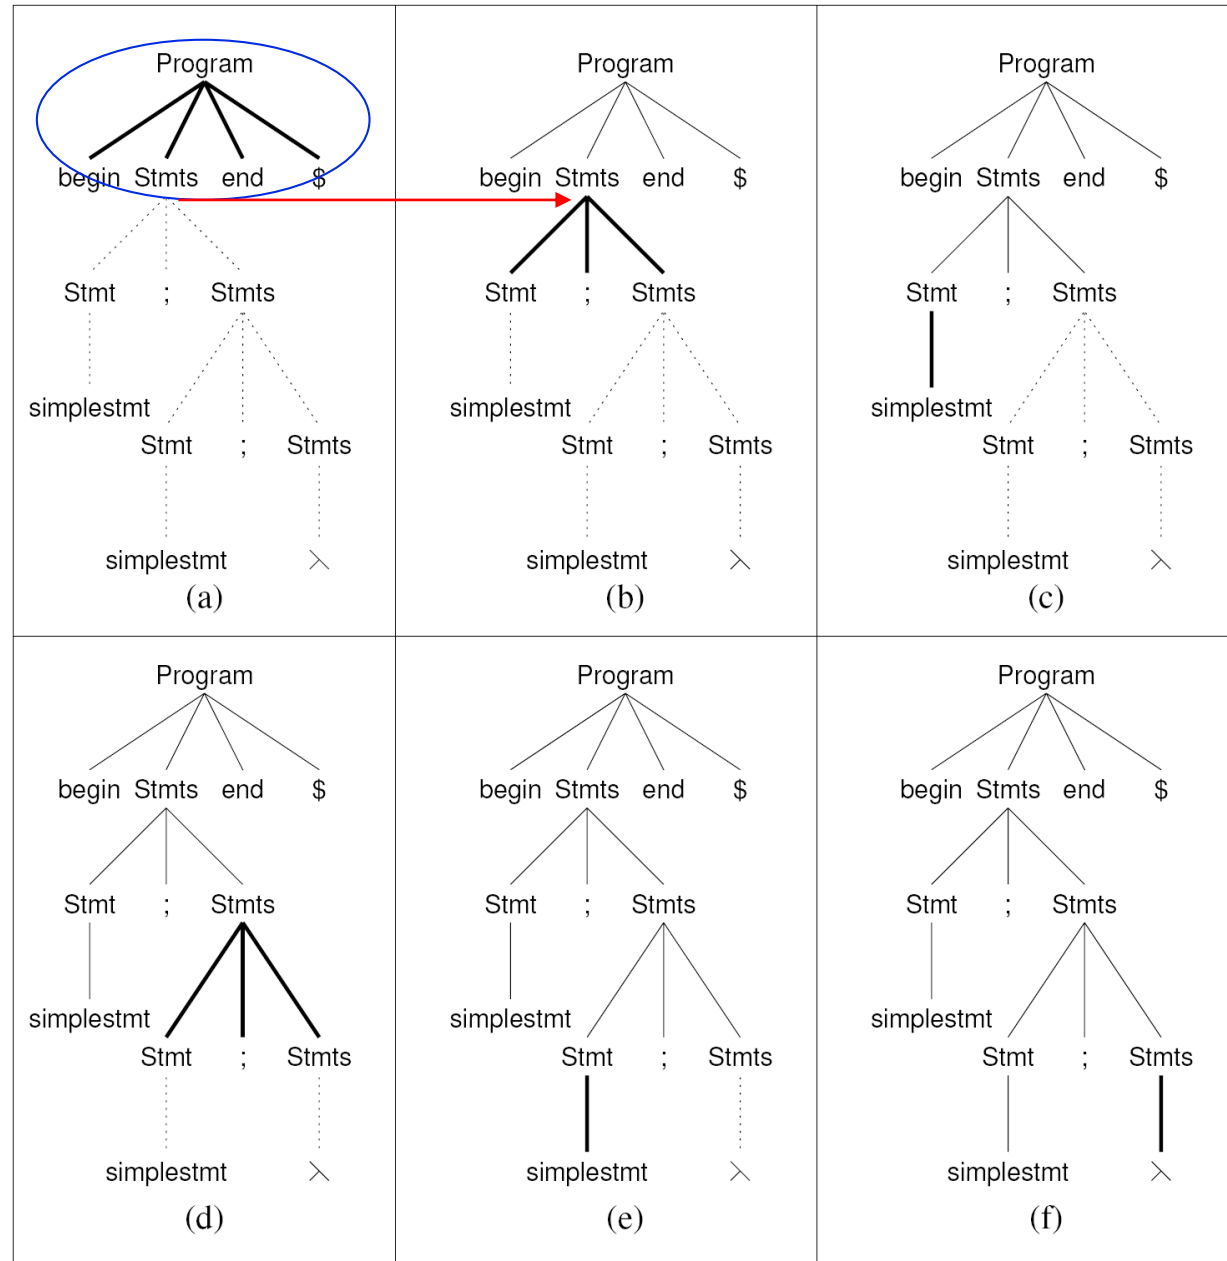 Program
begin Stmts end $
Stmt ; Stmts
simplestmt
Stmt ; Stmts
simplestmt λ
(a)
Program
begin Stmts end $
Stmt ; Stmts
simplestmt
Stmt ; Stmts
simplestmt λ
(b)
Program
begin Stmts end $
Stmt ; Stmts
simplestmt
Stmt ; Stmts
simplestmt λ
(c)
Program
begin Stmts end $
Stmt ; Stmts
simplestmt
Stmt ; Stmts
simplestmt λ
(d)
Program
begin Stmts end $
Stmt ; Stmts
simplestmt
Stmt ; Stmts
simplestmt λ
(e)
Program
begin Stmts end $
Stmt ; Stmts
simplestmt
Stmt ; Stmts
simplestmt λ
(f)